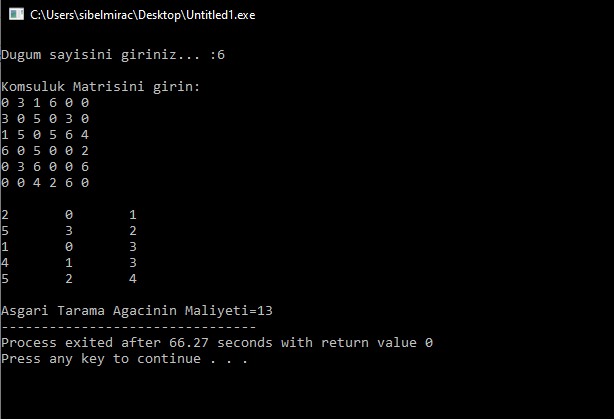 C:\Users\sibelmirac\Desktop\Untitled1.exe
Dugum sayisini giriniz... :6
Komsuluk Matrisini girin:
0 3 1 6 0 0
3 0 5 0 3 0
1 5 0 5 6 4
6 0 5 0 0 2
0 3 6 0 0 6
0 0 4 2 6 0
2 0 1
5 3 2
1 0 3
4 1 3
5 2 4
Asgari Tarama Agacinin Maliyeti=13
--------------------------------
Process exited after 66.27 seconds with return value 0
Press any key to continue . . .